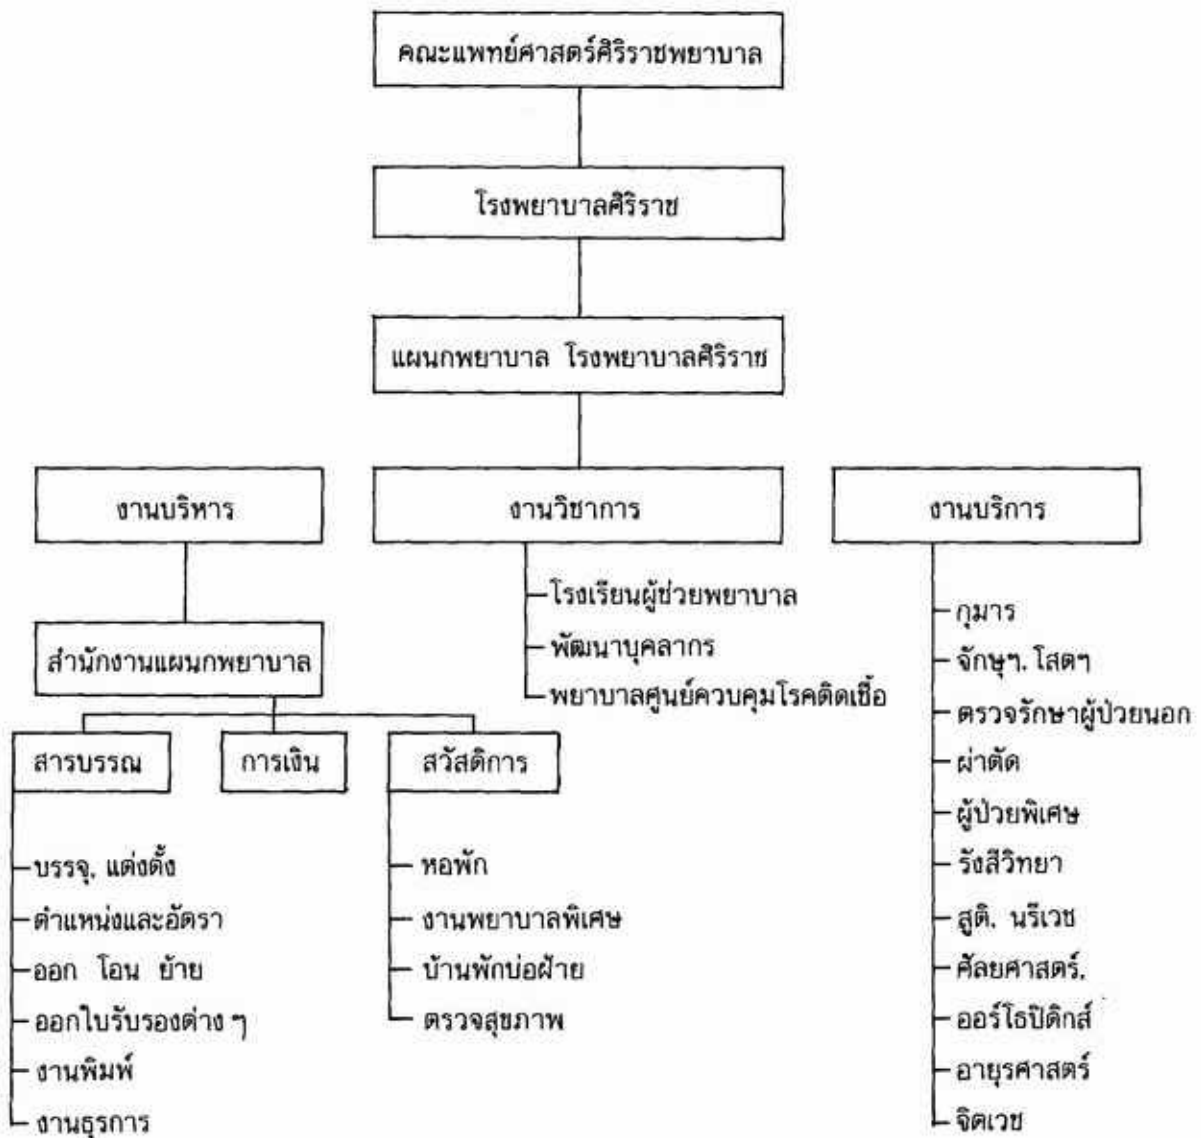 คณะแพทย์ศาสตร์ศิริราชพยาบาล
โรงพยาบาลศิริราช
แผนกพยาบาล โรงพยาบาลศิริราช
งานบริหาร
งานวิชาการ
งานบริการ
สำนักงานแผนกพยาบาล
โรงเรียนผู้ช่วยพยาบาล
พัฒนาบุคลากร
พยาบาลศูนย์ควบคุมโรคติดเชื้อ
สารบรรณ
การเงิน
สวัสดิการ
บรรจุ, แต่งตั้ง
ตำแหน่งและอัตรา
ออก โอน ย้าย
ออกใบรับรองต่าง ๆ
งานพิมพ์
งานธุรการ
หอพัก
งานพยาบาลพิเศษ
บ้านพักบ่อฝ้าย
ตรวจสุขภาพ
กุมาร
จักษุฯ, โสตฯ
ตรวจรักษาผู้ป่วยนอก
ผ่าตัด
ผู้ป่วยพิเศษ
รังสีวิทยา
สูติ, นรีเวช
ศัลยศาสตร์,
ออร์โธปิดิกส์
อายุรศาสตร์
จิตเวช